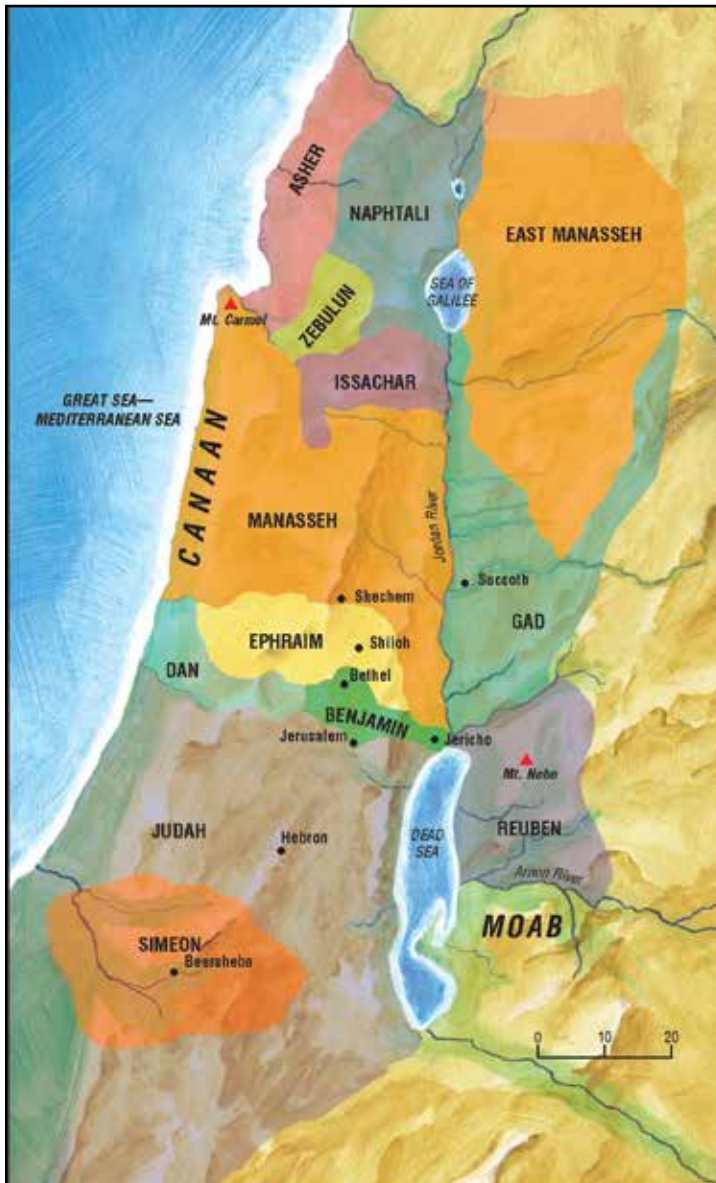 ASHER
NAPHTALI
EAST MANASSEH
SEA OF
GALILEE
ZEBULUN
Mt. Carmel
ISSACHAR
GREAT SEA—
MEDITERRANEAN SEA
CANAAN
MANASSEH
Jordan River
Succoth
Shechem
GAD
EPHRAIM
Shiloh
DAN
Bethel
BENJAMIN
Jerusalem
Jericho
Mt. Nebo
JUDAH
Hebron
DEAD
SEA
REUBEN
Arnon River
MOAB
SIMEON
Beersheba
0 10 20